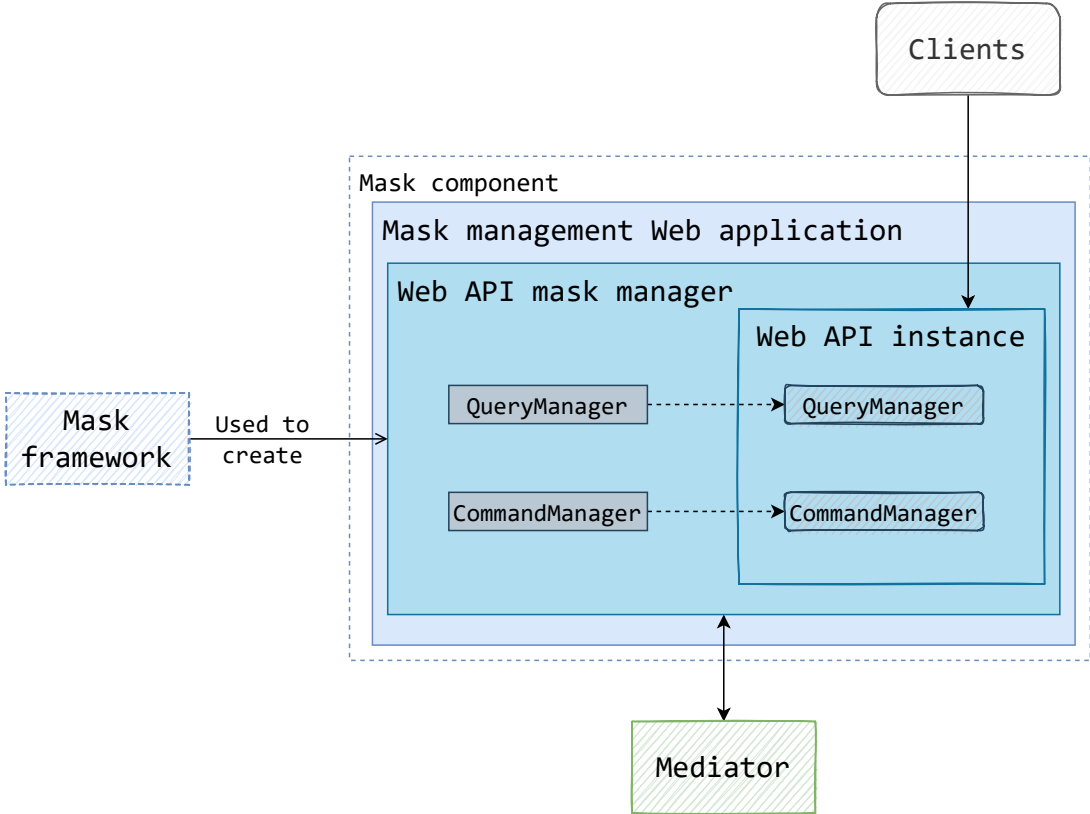 Clients
Mask component
Mask management Web application
Web API mask manager
Web API instance
QueryManager
QueryManager
Mask
framework
Used to
create
CommandManager
CommandManager
Mediator